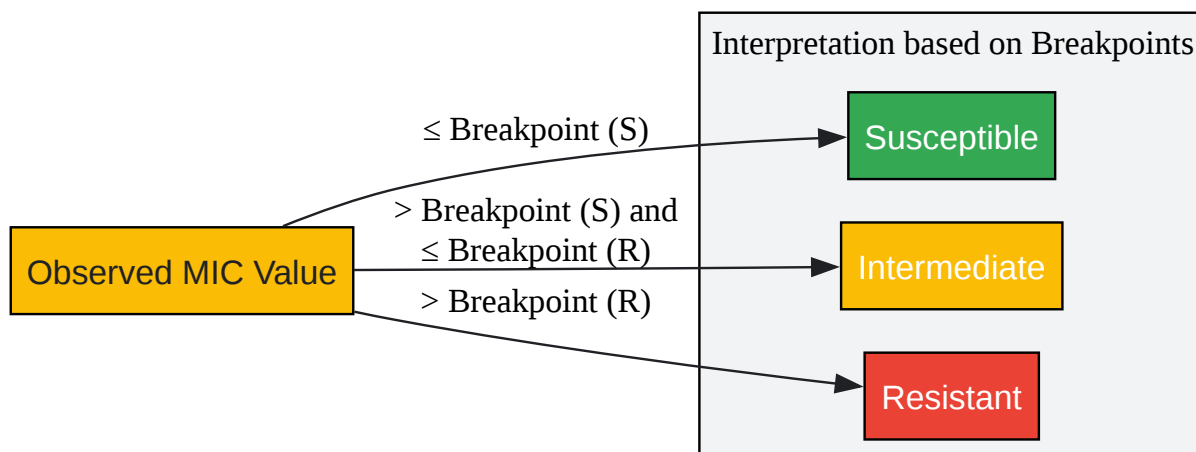 Interpretation based on Breakpoints
≤ Breakpoint (S)
Susceptible
> Breakpoint (S) and
≤ Breakpoint (R)
Observed MIC Value
Intermediate
> Breakpoint (R)
Resistant